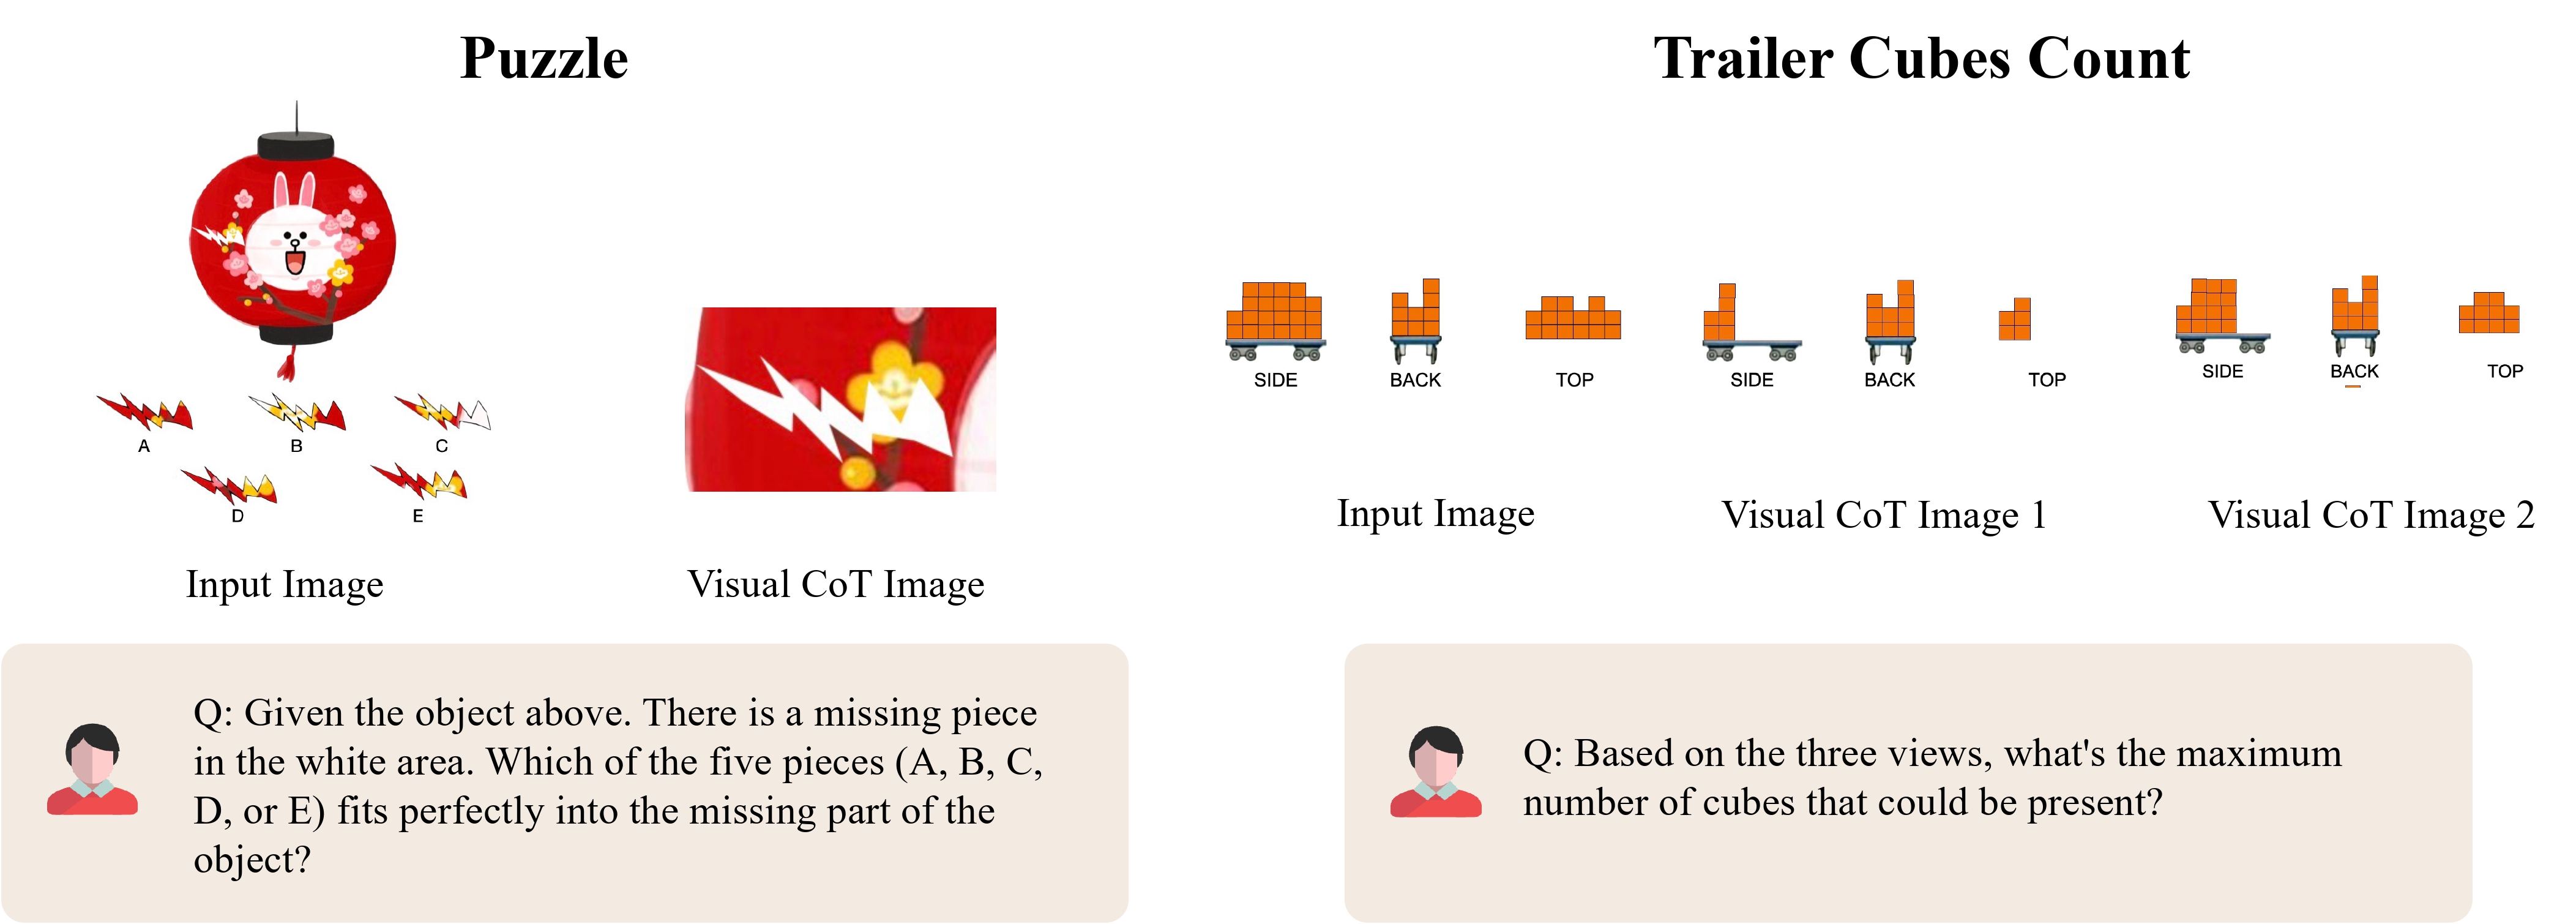 Puzzle
A
B
C
D
E
Input Image
Visual CoT Image
Q: Given the object above. There is a missing piece
in the white area. Which of the five pieces (A, B, C,
D, or E) fits perfectly into the missing part of the
object?
Trailer Cubes Count
SIDE
BACK
TOP
SIDE
BACK
TOP
SIDE
BACK
TOP
Input Image
Visual CoT Image 1
Visual CoT Image 2
Q: Based on the three views, what's the maximum
number of cubes that could be present?